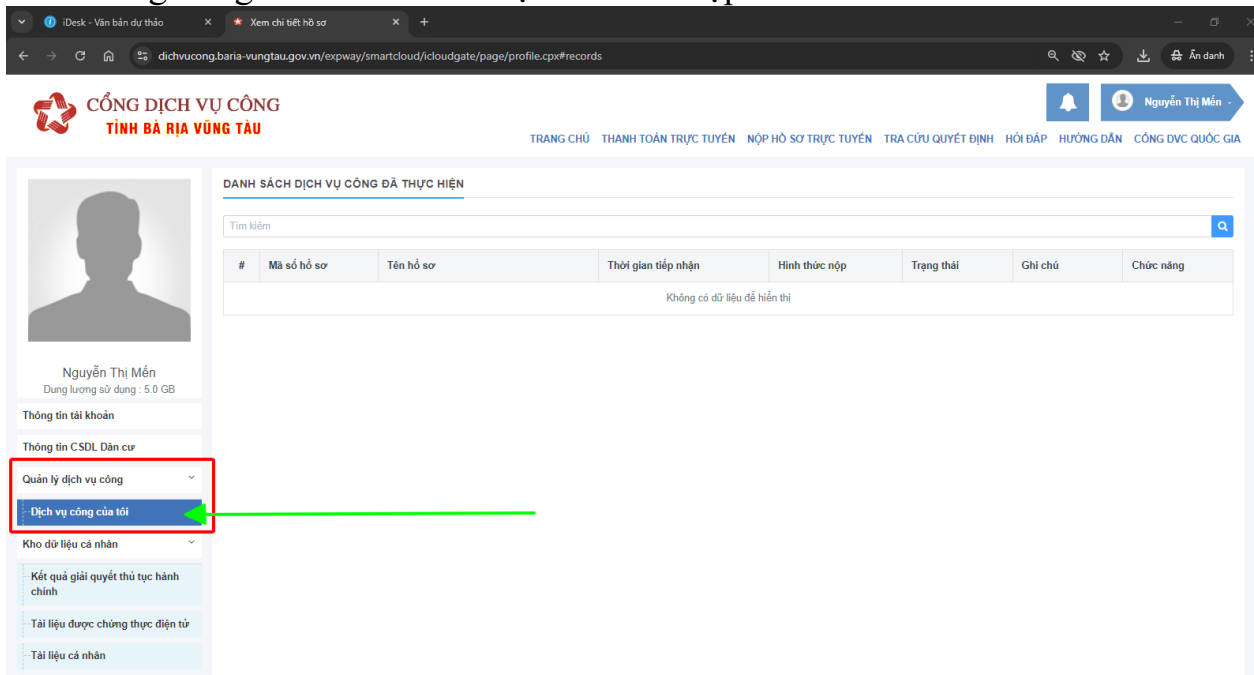 iDesk - Văn bản dự thảo
Xem chi tiết hồ sơ
dichvucong.baria-vungtau.gov.vn/expway/smartcloud/icloudgate/page/profile.cpx#records
Ẩn danh
CỔNG DỊCH VỤ CÔNG
TỈNH BÀ RỊA VŨNG TÀU
Nguyễn Thị Mến
TRANG CHỦ THANH TOÁN TRỰC TUYẾN NỘP HỒ SƠ TRỰC TUYẾN TRA CỨU QUYẾT ĐỊNH HỎI ĐÁP HƯỚNG DẪN CỔNG DVC QUỐC GIA
DANH SÁCH DỊCH VỤ CÔNG ĐÃ THỰC HIỆN
Tìm kiếm
# Mã số hồ sơ Tên hồ sơ Thời gian tiếp nhận Hình thức nộp Trạng thái Ghi chú Chức năng
Không có dữ liệu để hiển thị
Nguyễn Thị Mến
Dung lượng sử dụng : 5.0 GB
Thông tin tài khoản
Thông tin CSDL Dân cư
Quản lý dịch vụ công
Dịch vụ công của tôi
Kho dữ liệu cá nhân
Kết quả giải quyết thủ tục hành
chính
Tài liệu được chứng thực điện tử
Tài liệu cá nhân